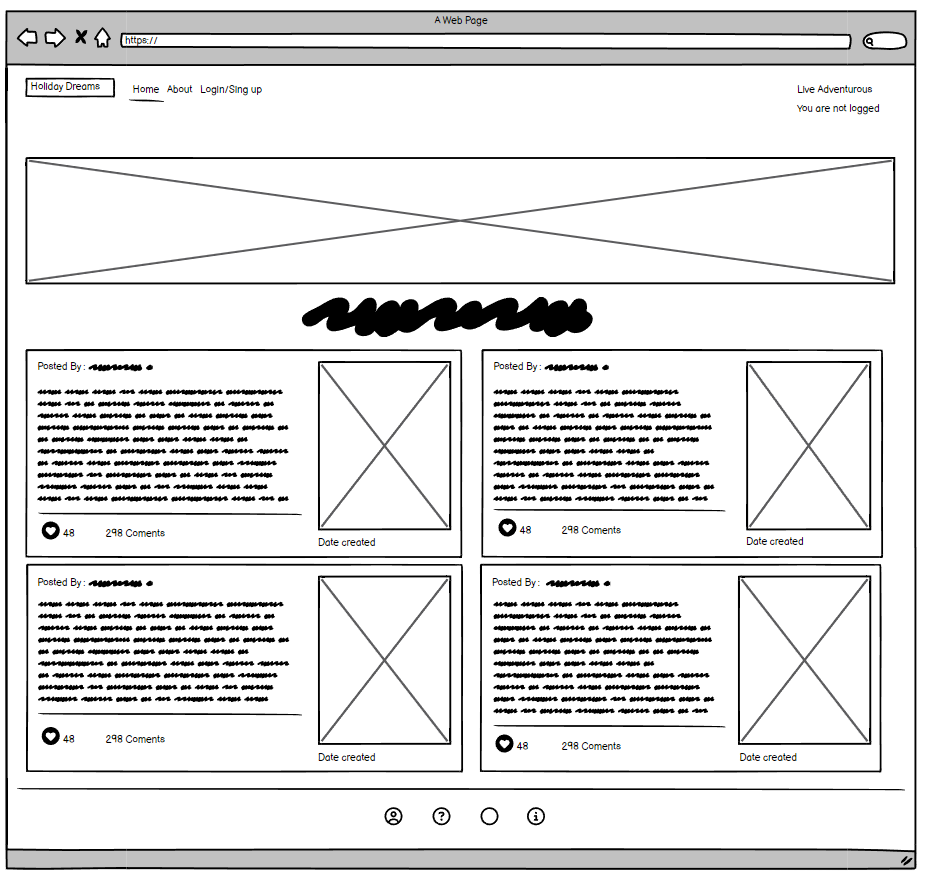 A Web Page
https://
Holiday Dreams
Home About Login/Sing up
Live Adventurous
You are not logged
Posted By :
48 298 Coments
Date created
Posted By :
48 298 Coments
Date created
Posted By :
48 298 Coments
Date created
Posted By :
48 298 Coments
Date created